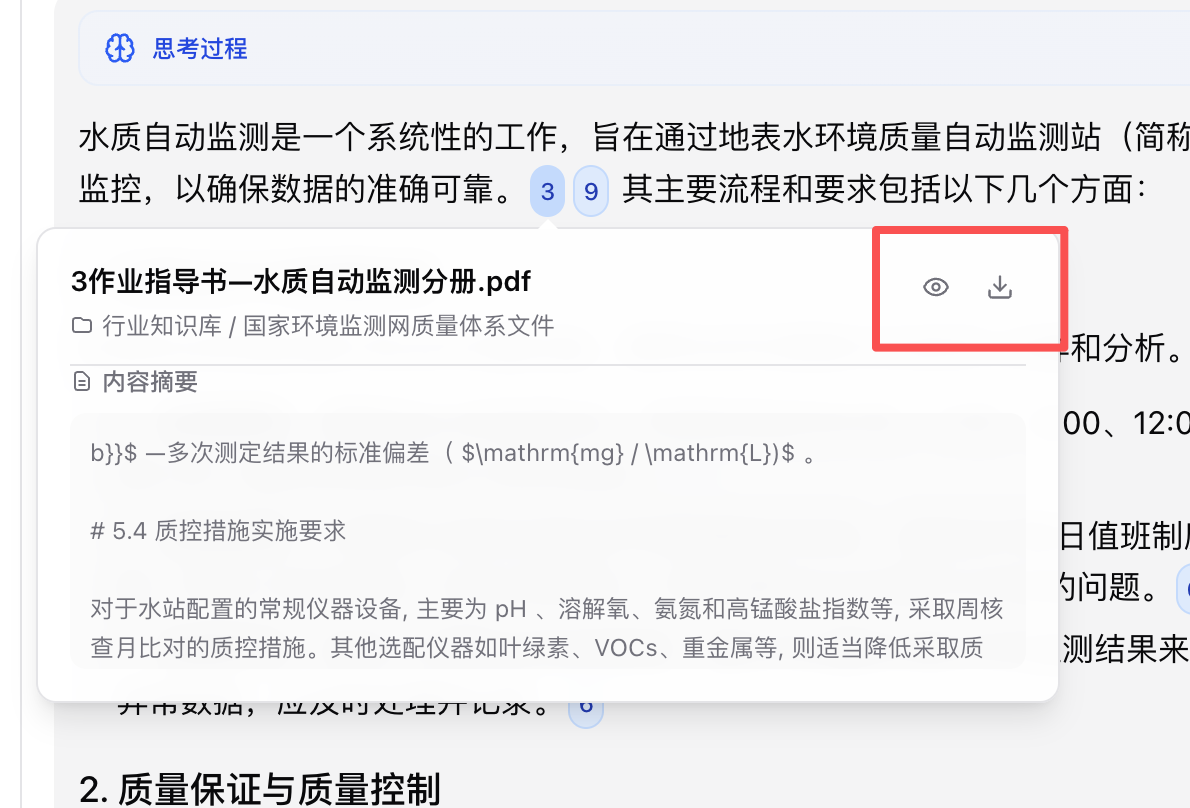 思考过程
水质自动监测是一个系统性的工作，旨在通过地表水环境质量自动监测站（简称
监控，以确保数据的准确可靠。 3 9 其主要流程和要求包括以下几个方面：
3作业指导书—水质自动监测分册.pdf
行业知识库 / 国家环境监测网质量体系文件
和分析。
内容摘要
00、12:0
b}}$ —多次测定结果的标准偏差（ $\mathrm{mg} / \mathrm{L})$ 。
# 5.4 质控措施实施要求
日值班制
的问题。
对于水站配置的常规仪器设备, 主要为 pH 、溶解氧、氨氮和高锰酸盐指数等, 采取周核
查月比对的质控措施。其他选配仪器如叶绿素、VOCs、重金属等, 则适当降低采取质
测结果来
异常数据，应及时处理并记录。 6
2. 质量保证与质量控制